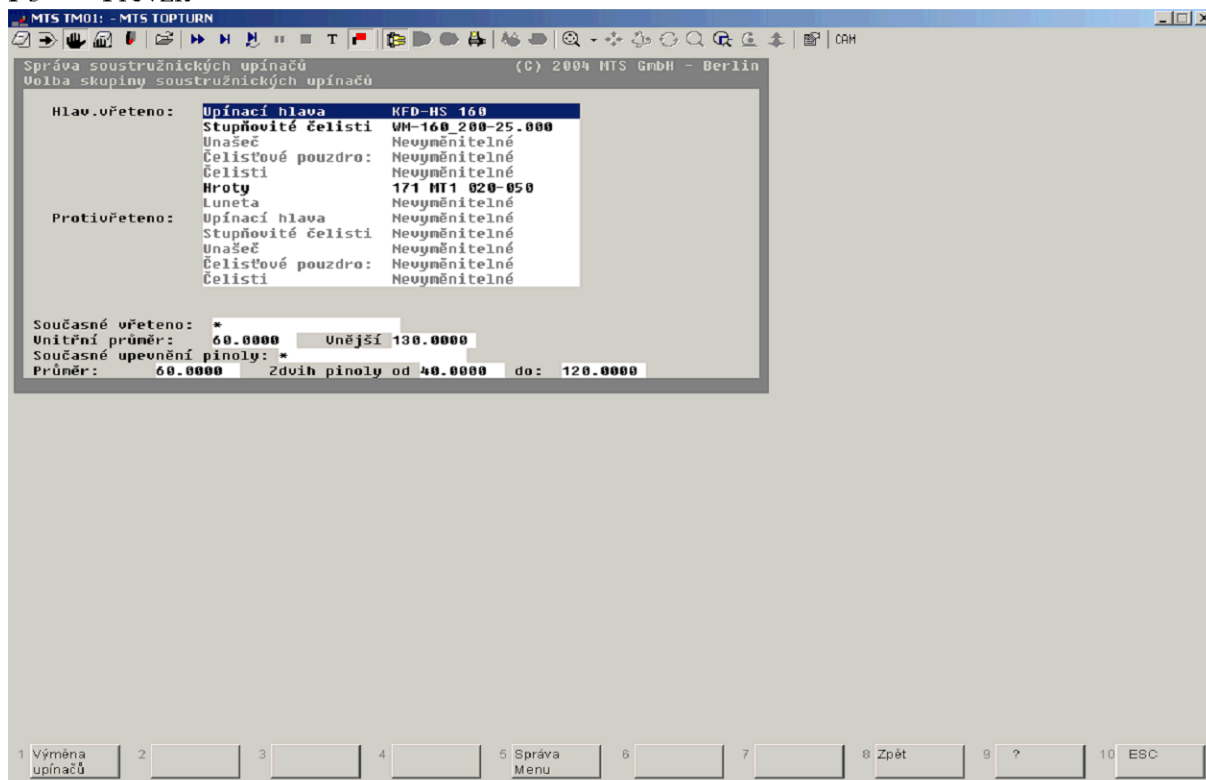 MTS TM01: - MTS TOPTURN
T CAM
Správa soustružnických upínačů (C) 2004 MTS GmbH - Berlin
Volba skupiny soustružnických upínačů
Hlav.vřeteno: Upínací hlava KFD-HS 160
Stupňovité čelisti WM-160_200-25.000
Unašeč Nevyměnitelné
Čelisťové pouzdro: Nevyměnitelné
Čelisti Nevyměnitelné
Hroty 171 MT1 020-050
Luneta Nevyměnitelné
Protivřeteno: Upínací hlava Nevyměnitelné
Stupňovité čelisti Nevyměnitelné
Unašeč Nevyměnitelné
Čelisťové pouzdro: Nevyměnitelné
Čelisti Nevyměnitelné
Současné vřeteno: *
Vnitřní průměr: 60.0000 Vnější 130.0000
Současné upevnění pinoly: *
Průměr: 60.0000 Zdvih pinoly od 40.0000 do: 120.0000
1 Výměna upínačů 2 3 4 5 Správa Menu 6 7 8 Zpět 9 ? 10 ESC